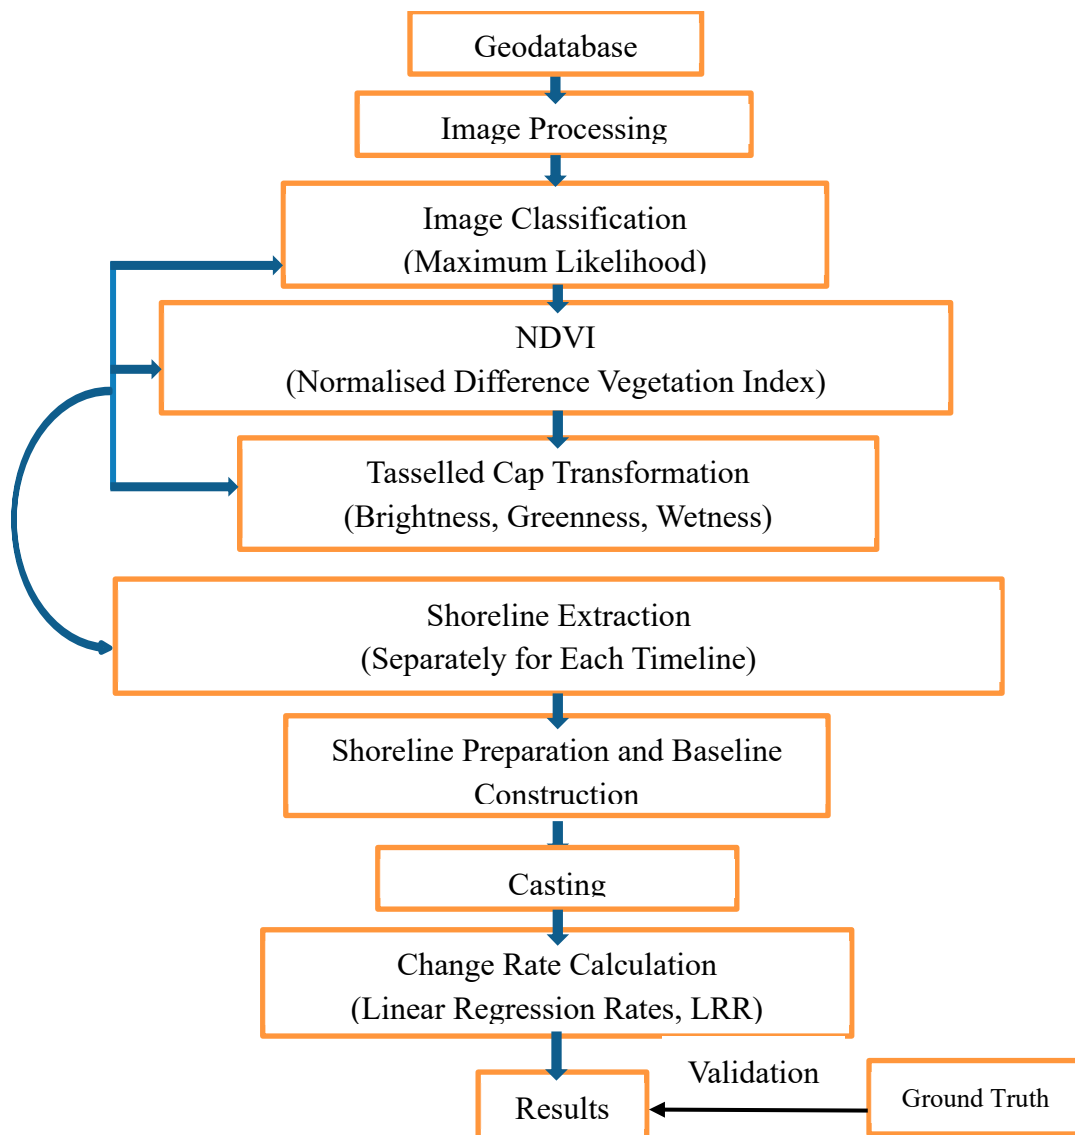 Geodatabase
Image Processing
Image Classification
(Maximum Likelihood)
NDVI
(Normalised Difference Vegetation Index)
Tasselled Cap Transformation
(Brightness, Greenness, Wetness)
Shoreline Extraction
(Separately for Each Timeline)
Shoreline Preparation and Baseline
Construction
Casting
Change Rate Calculation
(Linear Regression Rates, LRR)
Validation
Ground Truth
Results